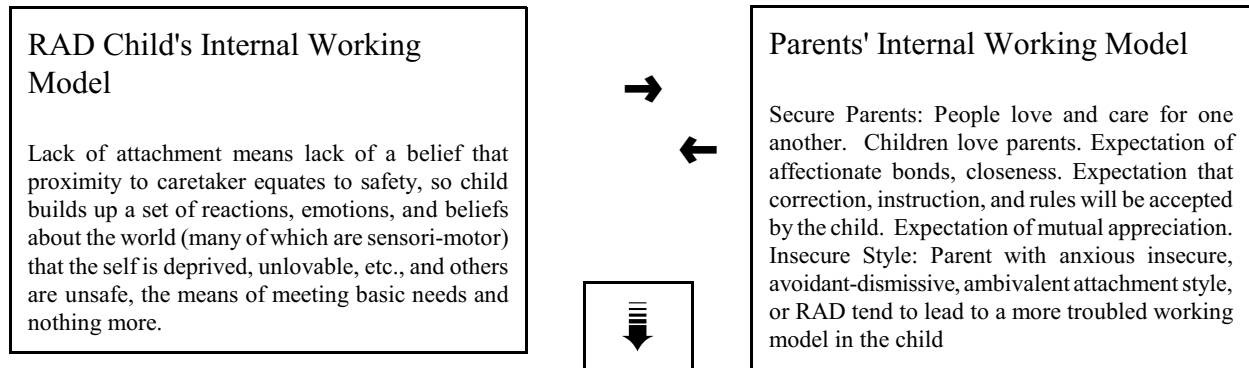 RAD Child's Internal Working
Model
Lack of attachment means lack of a belief that
proximity to caretaker equates to safety, so child
builds up a set of reactions, emotions, and beliefs
about the world (many of which are sensori-motor)
that the self is deprived, unlovable, etc., and others
are unsafe, the means of meeting basic needs and
nothing more.
Parents' Internal Working Model
Secure Parents: People love and care for one
another. Children love parents. Expectation of
affectionate bonds, closeness. Expectation that
correction, instruction, and rules will be accepted
by the child. Expectation of mutual appreciation.
Insecure Style: Parent with anxious insecure,
avoidant-dismissive, ambivalent attachment style,
or RAD tend to lead to a more troubled working
model in the child